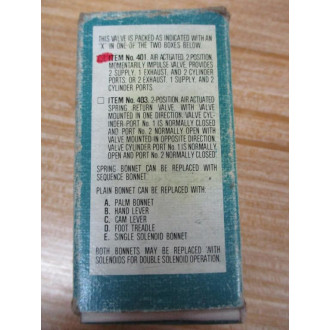 THIS VALVE IS PACKED AS INDICATED WITH AN
"X" IN ONE OF THE TWO BOXES BELOW.
ITEM No. 401. AIR ACTUATED, 2-POSITION,
MOMENTARILY IMPULSE VALVE, PROVIDES
2 SUPPLY, 1 EXHAUST, AND 2 CYLINDER
PORTS, OR 2 EXHAUST, 1 SUPPLY, AND 2
CYLINDER PORTS.
ITEM No. 403. 2-POSITION, AIR ACTUATED
SPRING RETURN VALVE, WITH VALVE
MOUNTED IN ONE DIRECTION: VALVE CYL-
INDER-PORT No. 1 IS NORMALLY CLOSED
AND PORT No. 2 NORMALLY OPEN WITH
VALVE MOUNTED IN OPPOSITE DIRECTION,
VALVE CYLINDER PORT No. 1 IS NORMALLY
OPEN AND PORT No. 2 NORMALLY CLOSED
SPRING BONNET CAN BE REPLACED WITH
SEQUENCE BONNET.
PLAIN BONNET CAN BE REPLACED WITH
A. PALM BONNET
B. HAND LEVER
C. CAM LEVER
D. FOOT TREADLE
E. SINGLE SOLENOID BONNET
BOTH BONNETS MAY BE REPLACED WITH
SOLENOIDS FOR DOUBLE SOLENOID OPERATION.